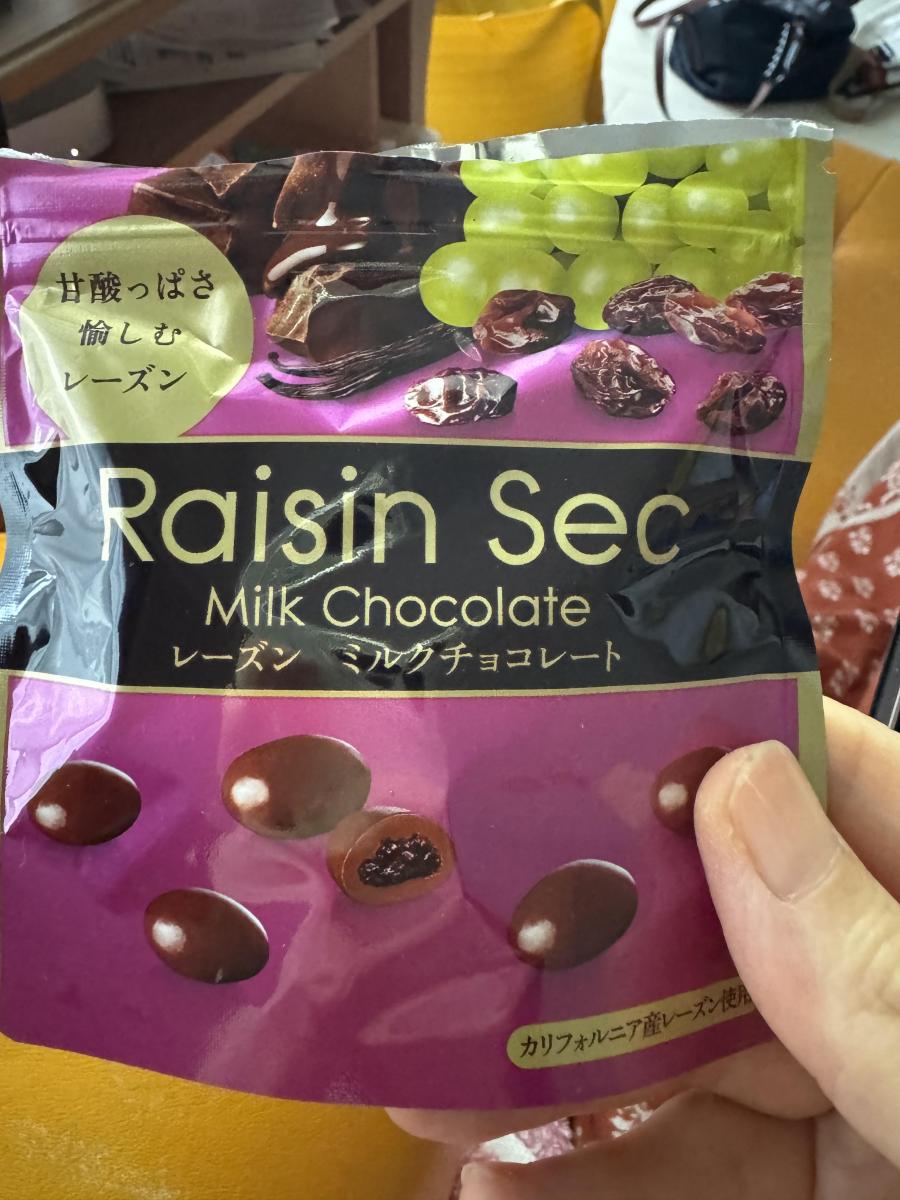 甘酸っぱさ
愉しむ
レーズン
Raisin Sec
Milk Chocolate
レーズン ミルクチョコレート
カリフォルニア産レーズン使用